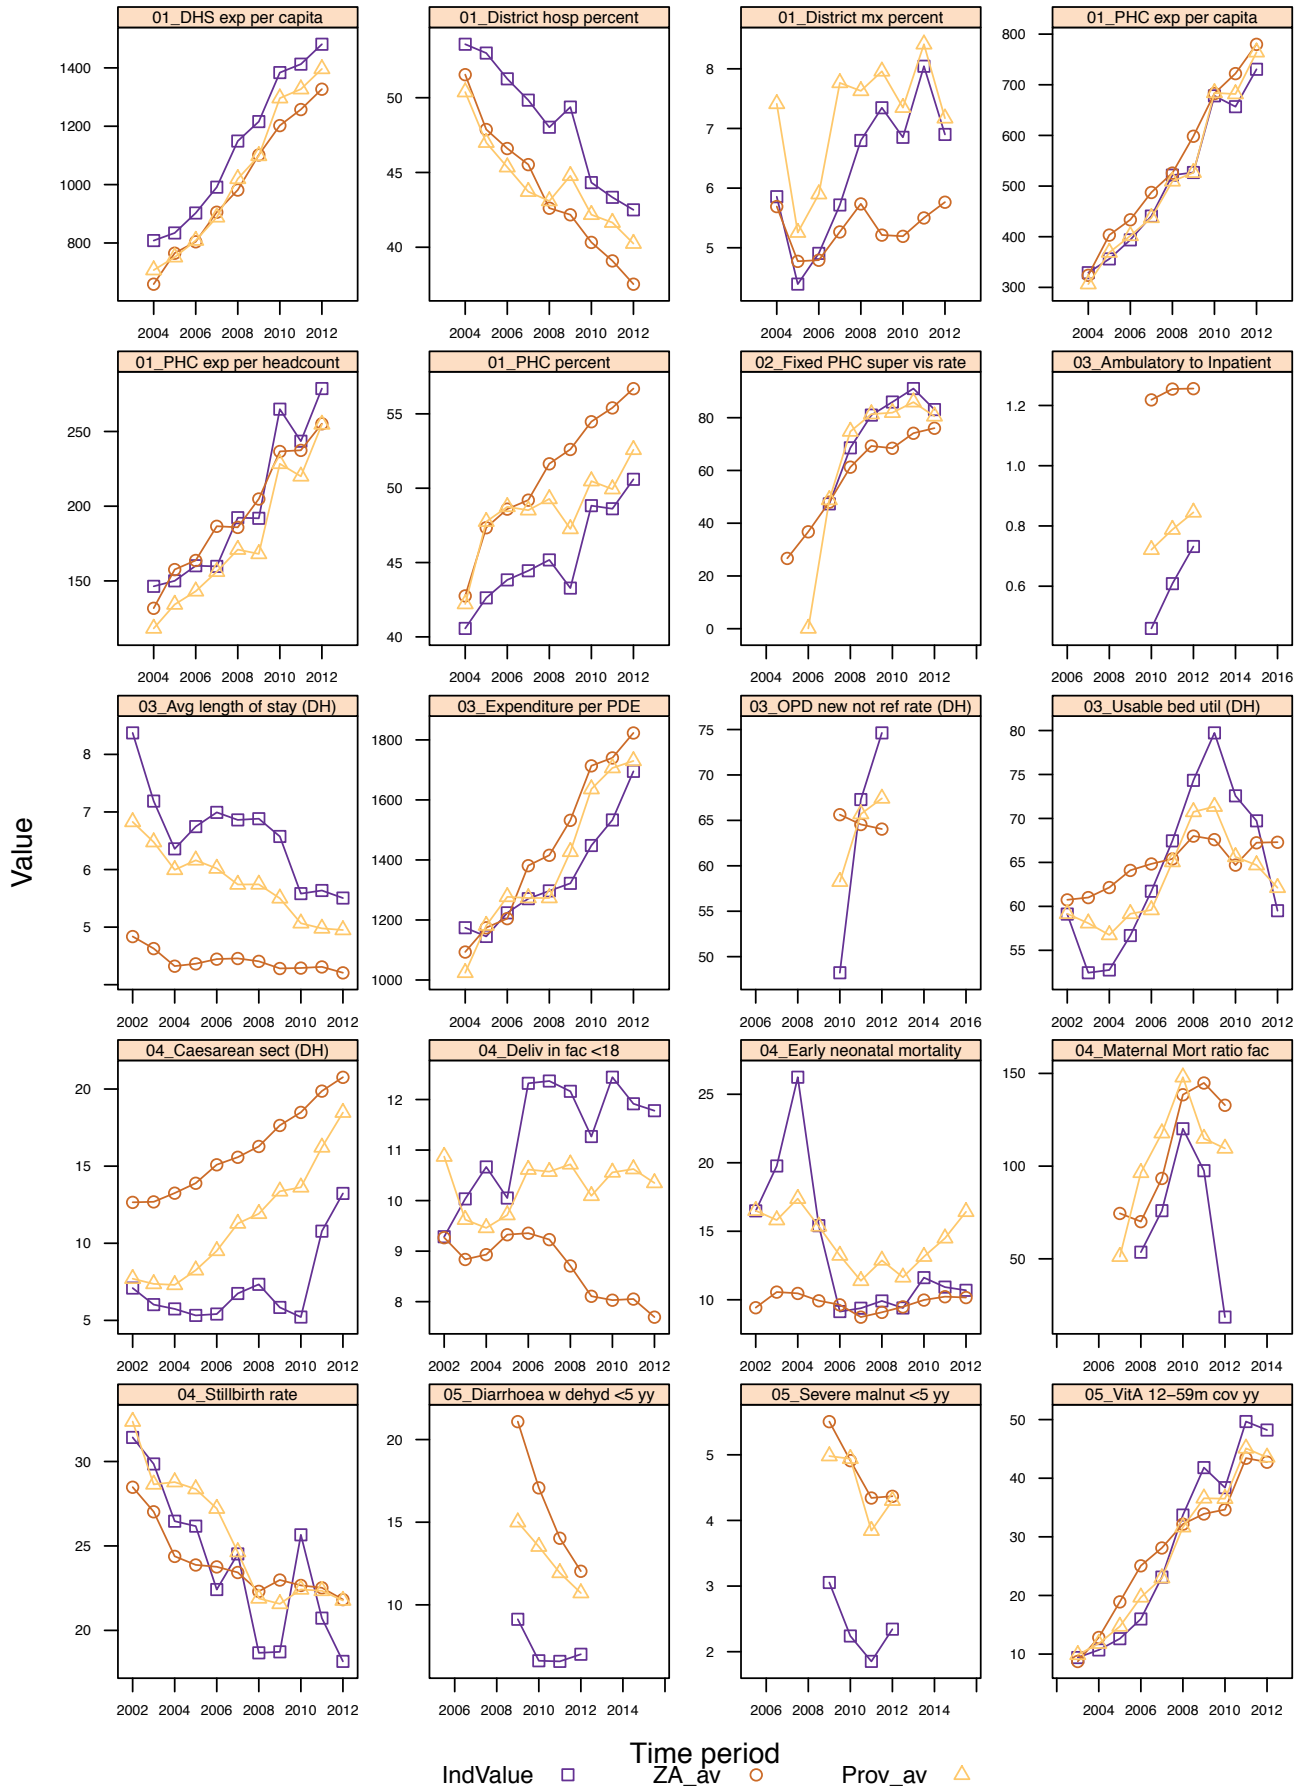 01_DHS exp per capita 01_District hosp percent 01_District mx percent 01_PHC exp per capita
1400 1200 1000 800
50 45 40
8 7 6 5
800 700 600 500 400 300
2004 2006 2008 2010 2012 2004 2006 2008 2010 2012 2004 2006 2008 2010 2012 2004 2006 2008 2010 2012
01_PHC exp per headcount 01_PHC percent 02_Fixed PHC super vis rate 03_Ambulatory to Inpatient
250 200 150
55 50 45 40
80 60 40 20 0
1.2 1.0 0.8 0.6
2004 2006 2008 2010 2012 2004 2006 2008 2010 2012 2004 2006 2008 2010 2012 2006 2008 2010 2012 2014 2016
03_Avg length of stay (DH) 03_Expenditure per PDE 03_OPD new not ref rate (DH) 03_Usable bed util (DH)
8 7 6 5
1800 1600 1400 1200 1000
75 70 65 60 55 50
80 75 70 65 60 55
2002 2004 2006 2008 2010 2012 2004 2006 2008 2010 2012 2006 2008 2010 2012 2014 2016 2002 2004 2006 2008 2010 2012
04_Caesarean sect (DH) 04_Deliv in fac <18 04_Early neonatal mortality 04_Maternal Mort ratio fac
20 15 10 5
12 11 10 9 8
25 20 15 10
150 100 50
2002 2004 2006 2008 2010 2012 2002 2004 2006 2008 2010 2012 2002 2004 2006 2008 2010 2012 2006 2008 2010 2012 2014
04_Stillbirth rate 05_Diarrhoea w dehyd <5 yy 05_Severe malnut <5 yy 05_VitA 12−59m cov yy
30 25 20
20 15 10
5 4 3 2
50 40 30 20 10
2002 2004 2006 2008 2010 2012 2006 2008 2010 2012 2014 2006 2008 2010 2012 2014 2004 2006 2008 2010 2012
Value
Time period
IndValue ZA_av Prov_av